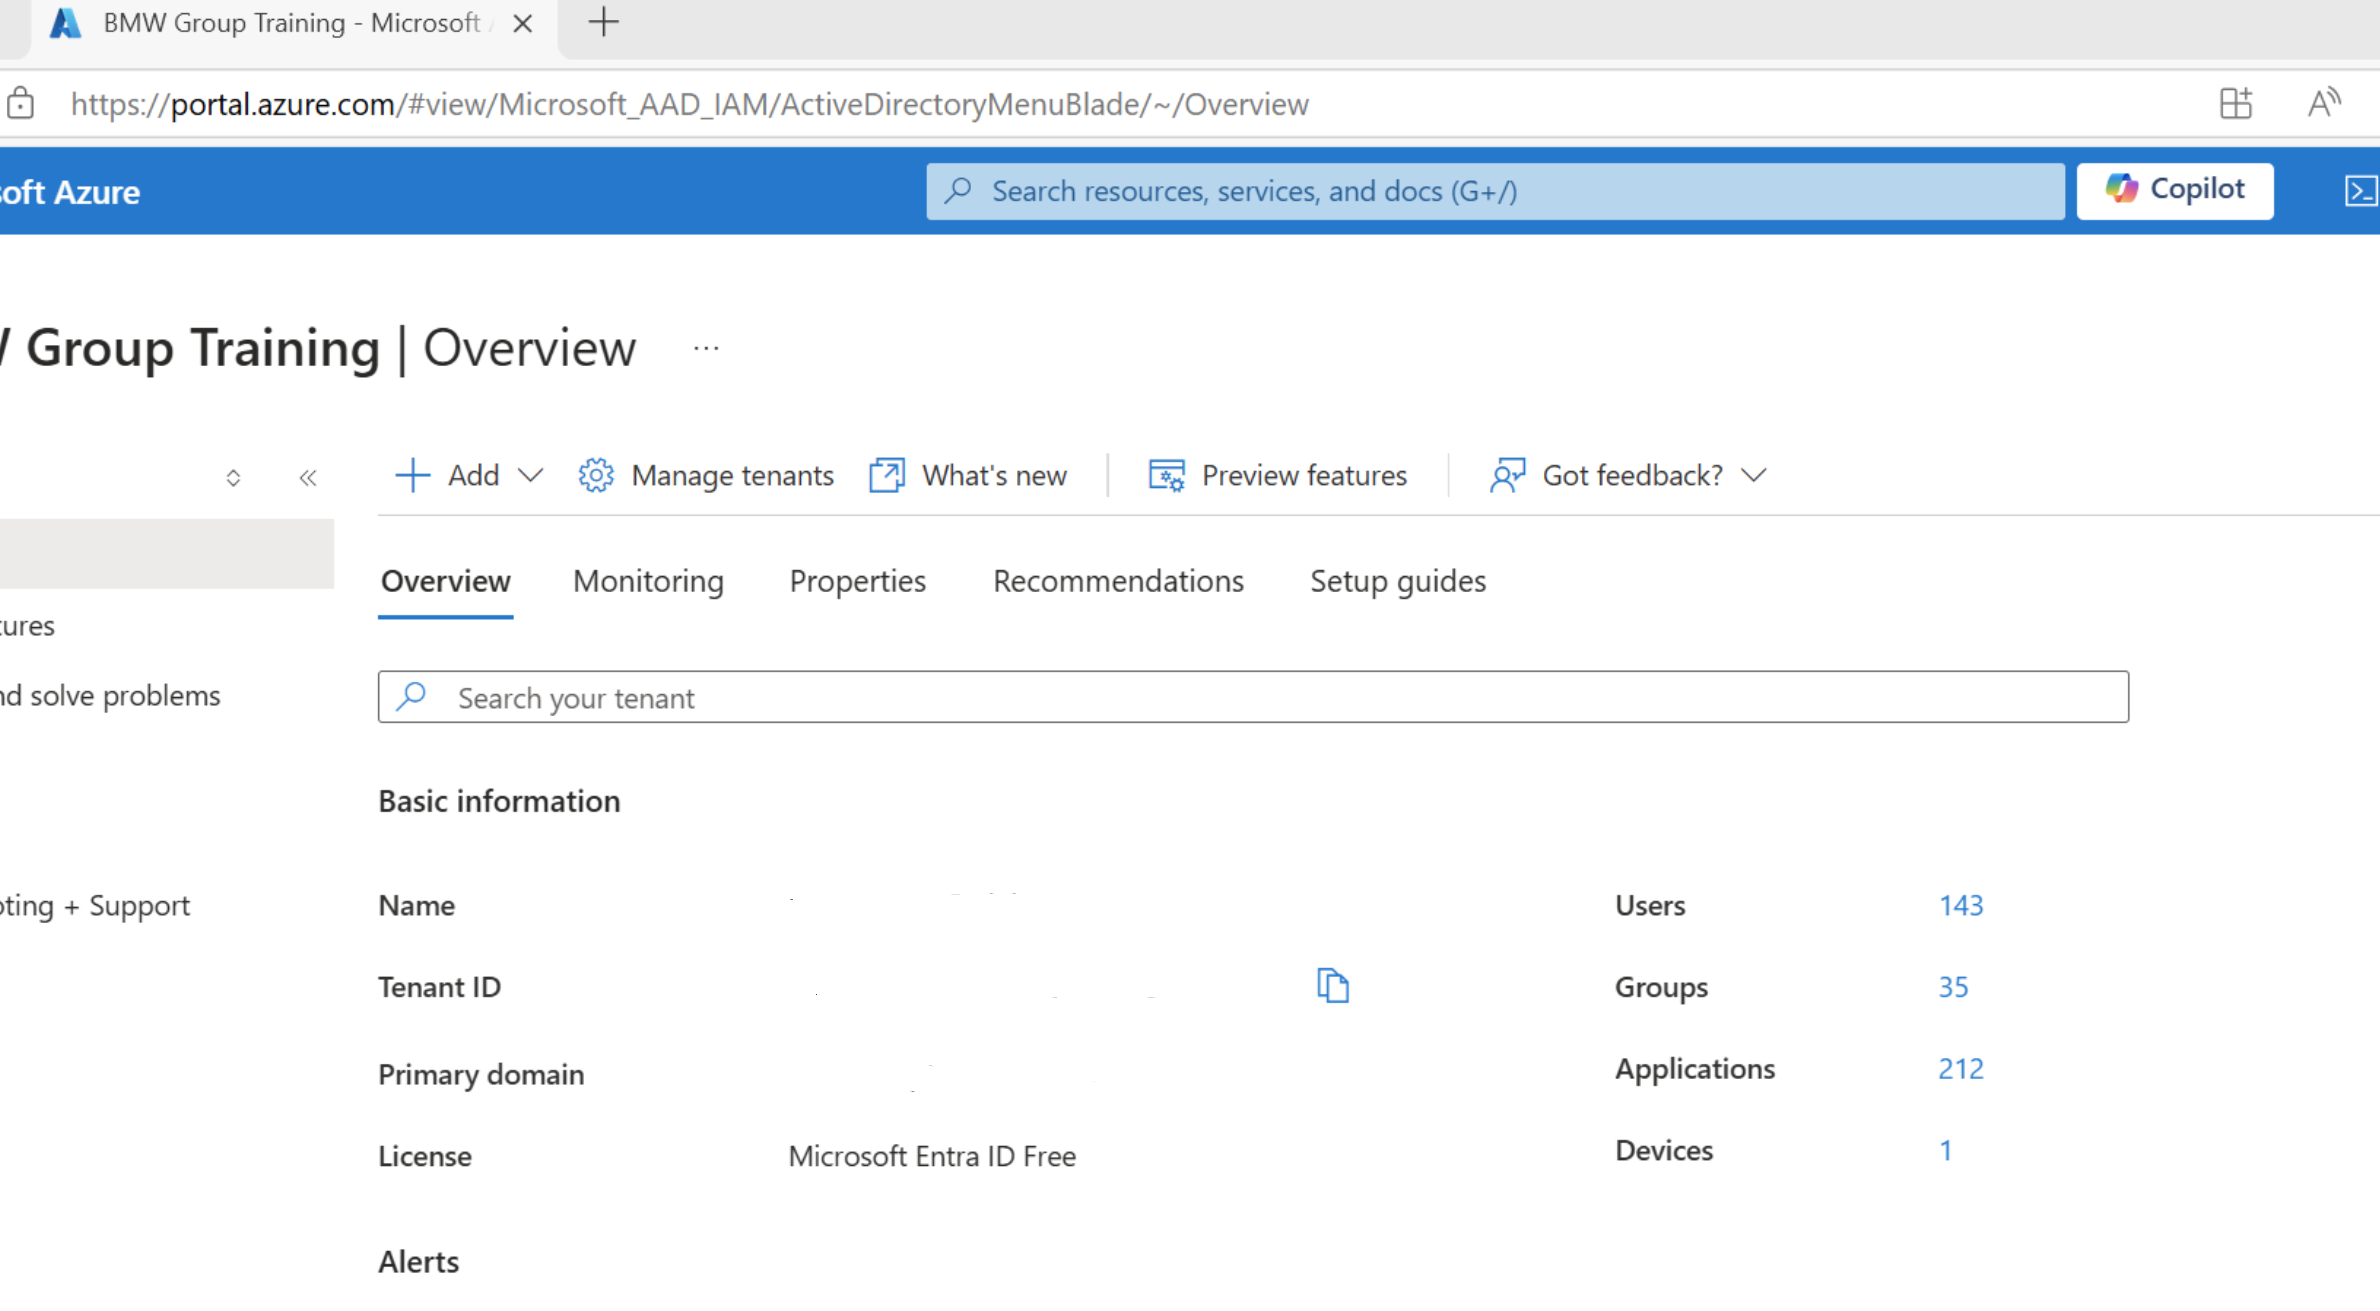 BMW Group Training - Microsoft
https://portal.azure.com/#view/Microsoft_AAD_IAM/ActiveDirectoryMenuBlade/~/Overview
soft Azure
Search resources, services, and docs (G+/)
Copilot
Group Training | Overview
Add
Manage tenants
What's new
Preview features
Got feedback?
Overview
Monitoring
Properties
Recommendations
Setup guides
tures
nd solve problems
oting + Support
Search your tenant
Basic information
Name
Users 143
Tenant ID
Groups 35
Primary domain
Applications 212
License Microsoft Entra ID Free
Devices 1
Alerts